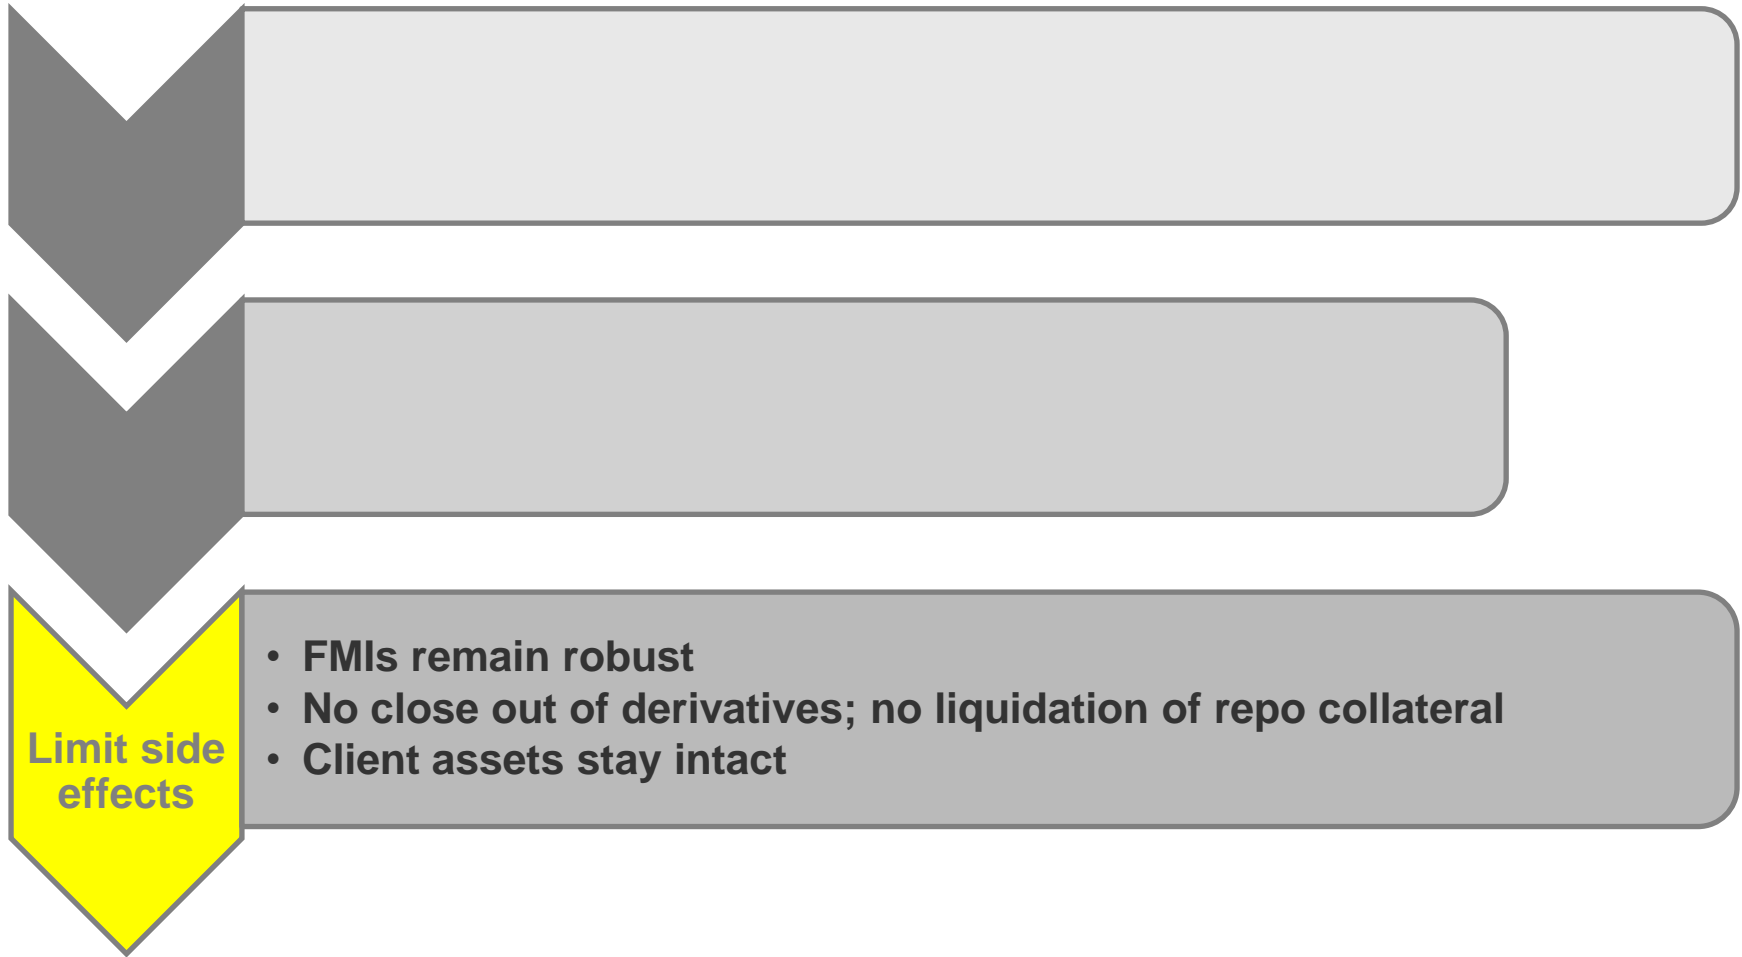 Limit side
effects
• FMIs remain robust
• No close out of derivatives; no liquidation of repo collateral
• Client assets stay intact